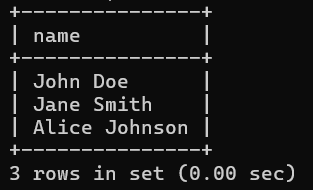 +---------------+
| name          |
+---------------+
| John Doe      |
| Jane Smith    |
| Alice Johnson |
+---------------+
3 rows in set (0.00 sec)